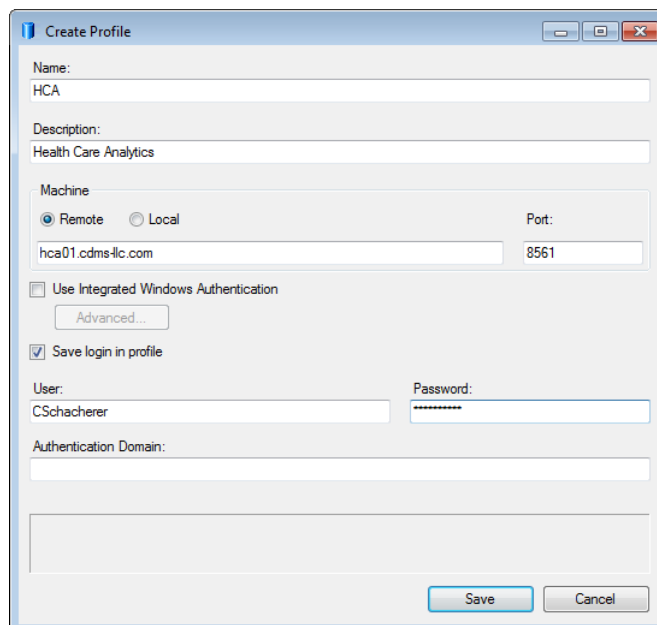 Create Profile
Name:
HCA
Description:
Health Care Analytics
Machine
Remote Local Port:
hca01.cdms-llc.com 8561
Use Integrated Windows Authentication
Advanced...
Save login in profile
User: Password:
CSchacherer **********
Authentication Domain:
Save Cancel